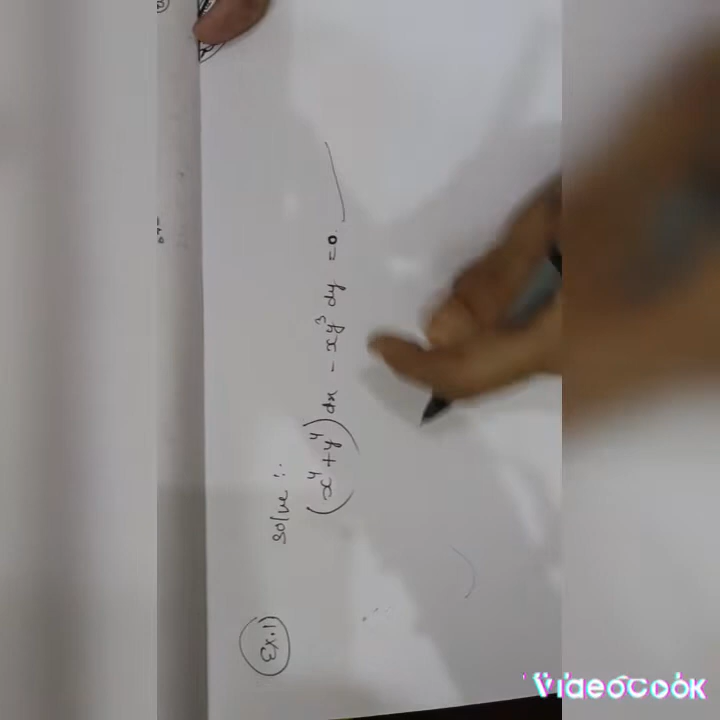 Ex.1
Solve :.
(x⁴ + y⁴) dx - xy³ dy = 0.
VideoCook